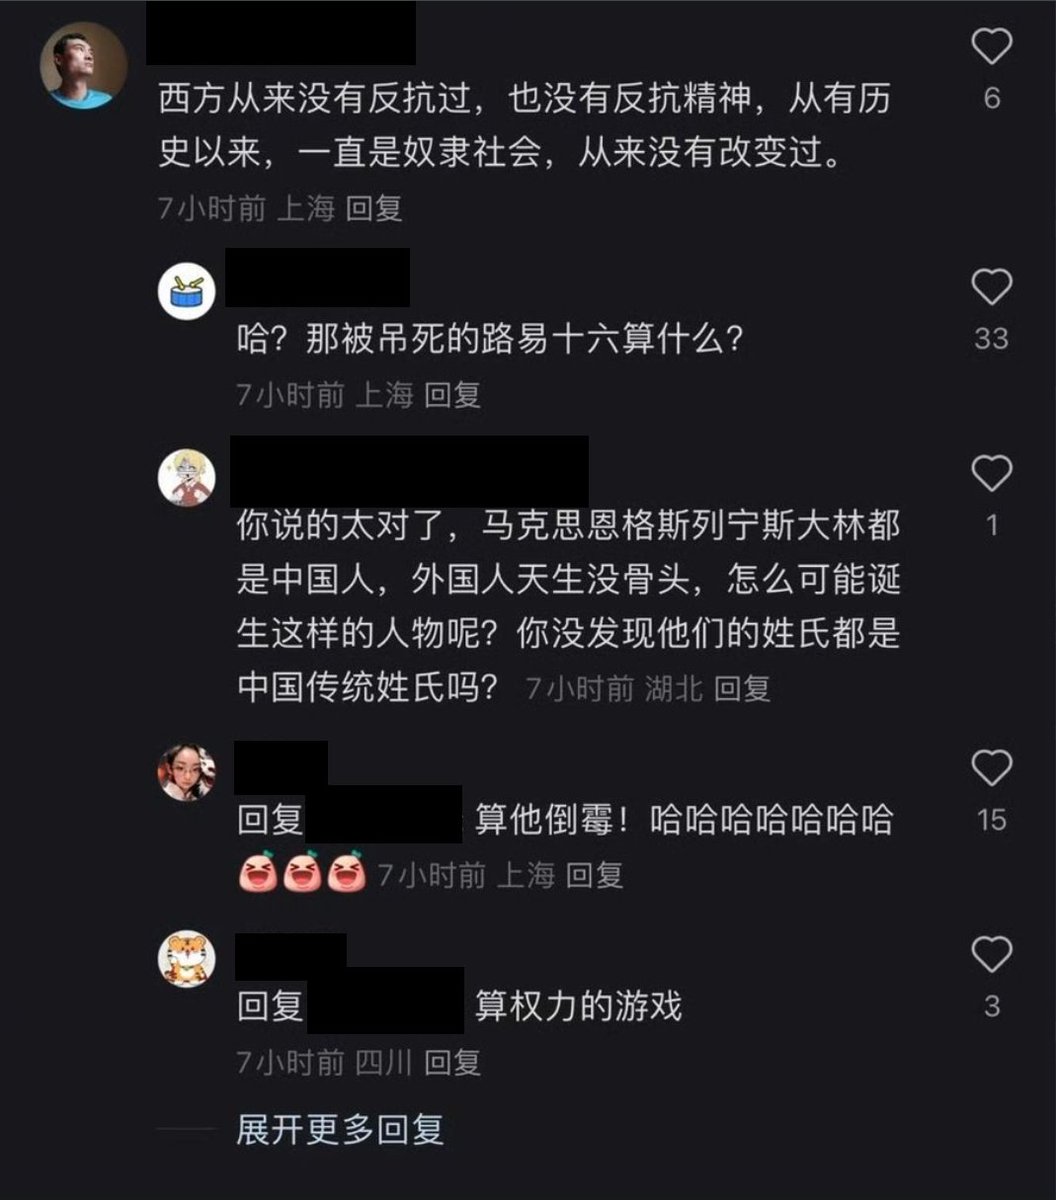 西方从来没有反抗过，也没有反抗精神，从有历
史以来，一直是奴隶社会，从来没有改变过。
7小时前 上海 回复
6
哈？那被吊死的路易十六算什么？
7小时前 上海 回复
33
你说的太对了，马克思恩格斯列宁斯大林都
是中国人，外国人天生没骨头，怎么可能诞
生这样的人物呢？你没发现他们的姓氏都是
中国传统姓氏吗？ 7小时前 湖北 回复
1
回复 算他倒霉！哈哈哈哈哈哈哈
7小时前 上海 回复
15
回复 算权力的游戏
7小时前 四川 回复
3
展开更多回复